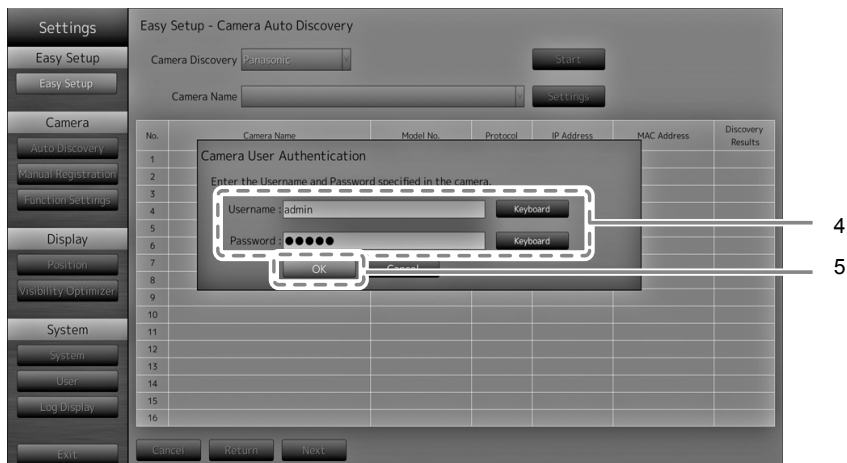 Settings
Easy Setup
Easy Setup
Camera
Auto Discovery
Manual Registration
Function Settings
Display
Position
Visibility Optimizer
System
System
User
Log Display
Exit
Easy Setup - Camera Auto Discovery
Camera Discovery Panasonic Start
Camera Name Settings
No. Camera Name Model No. Protocol IP Address MAC Address Discovery Results
1
2
3
4
5
6
7
8
9
10
11
12
13
14
15
16
Camera User Authentication
Enter the Username and Password specified in the camera.
Username : admin Keyboard
Password : ●●●●● Keyboard
OK Cancel
Cancel Return Next
4
5